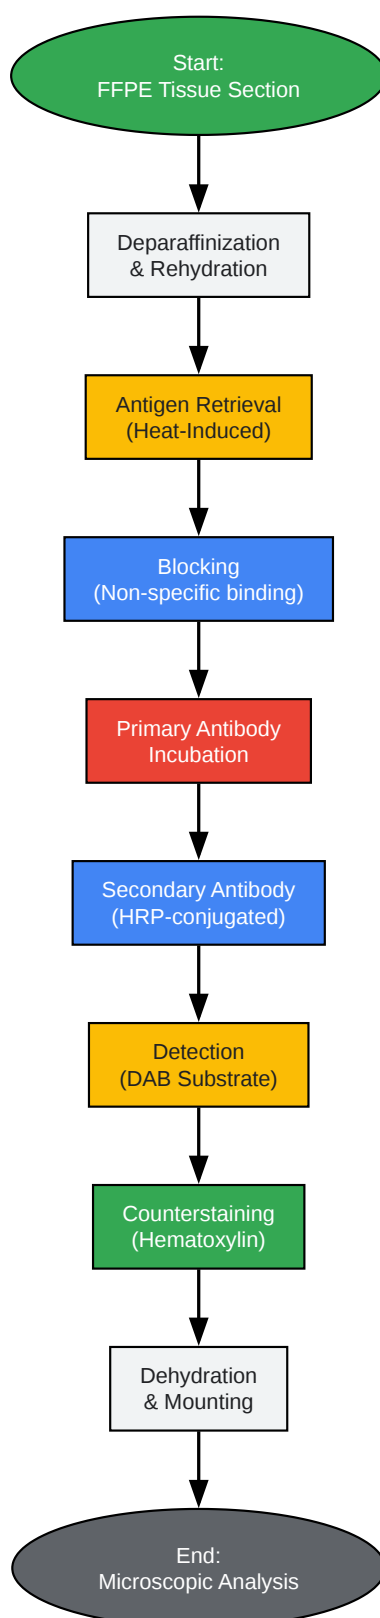 Start:
FFPE Tissue Section
Deparaffinization
& Rehydration
Antigen Retrieval
(Heat-Induced)
Blocking
(Non-specific binding)
Primary Antibody
Incubation
Secondary Antibody
(HRP-conjugated)
Detection
(DAB Substrate)
Counterstaining
(Hematoxylin)
Dehydration
& Mounting
End:
Microscopic Analysis